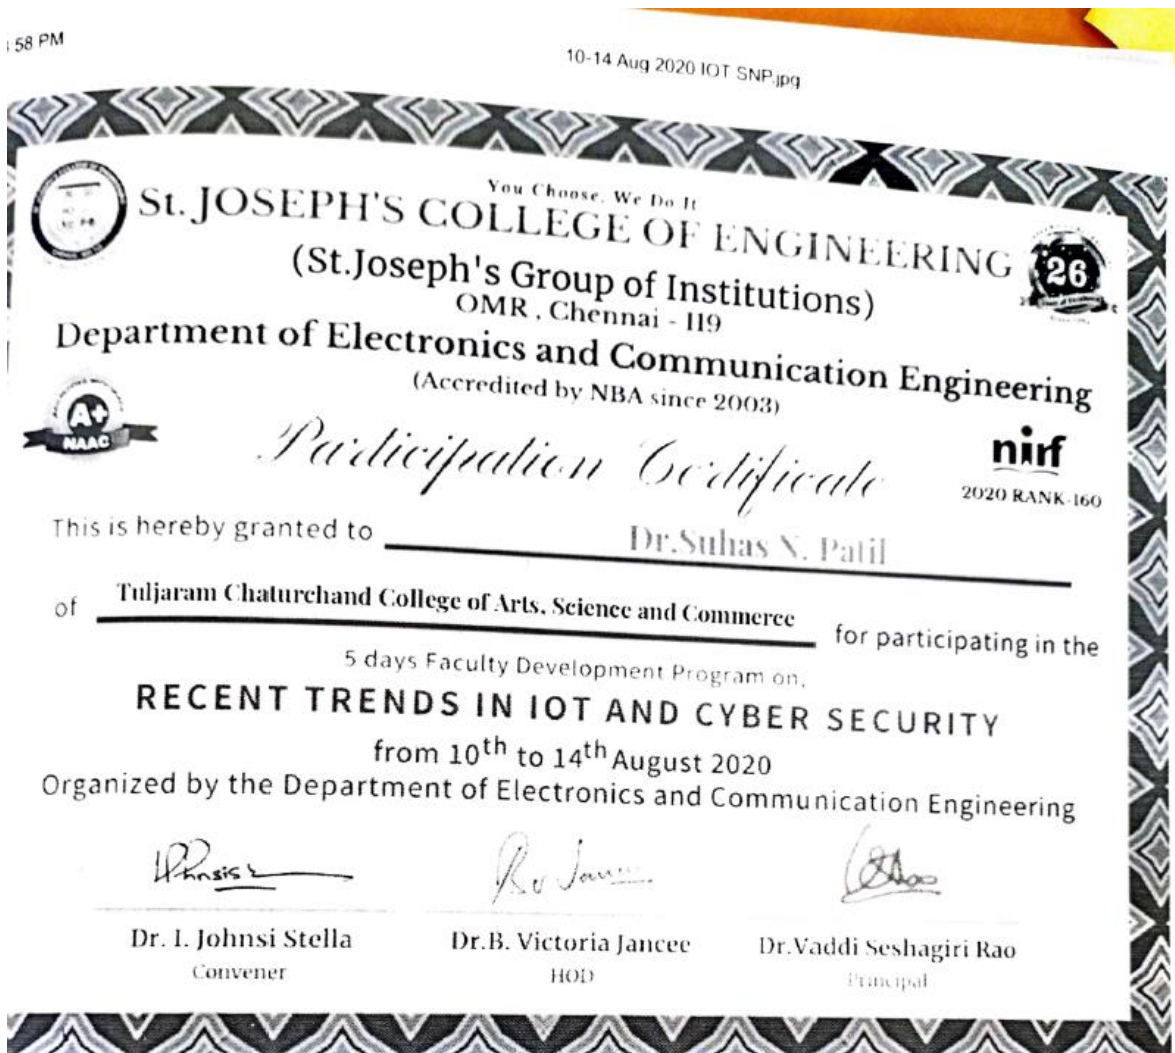 58 PM
10-14 Aug 2020 IOT SNP.jpg
You Choose, We Do It
St. JOSEPH'S COLLEGE OF ENGINEERING
26
(St.Joseph's Group of Institutions)
OMR , Chennai - 119
Department of Electronics and Communication Engineering
(Accredited by NBA since 2003)
A+
NAAC
Participation Certificate
nirf
2020 RANK-160
This is hereby granted to Dr.Suhas N. Patil
of Tuljaram Chaturchand College of Arts, Science and Commerce for participating in the
5 days Faculty Development Program on,
RECENT TRENDS IN IOT AND CYBER SECURITY
from 10th to 14th August 2020
Organized by the Department of Electronics and Communication Engineering
Dr. I. Johnsi Stella Dr.B. Victoria Jancee Dr.Vaddi Seshagiri Rao
Convener HOD Principal